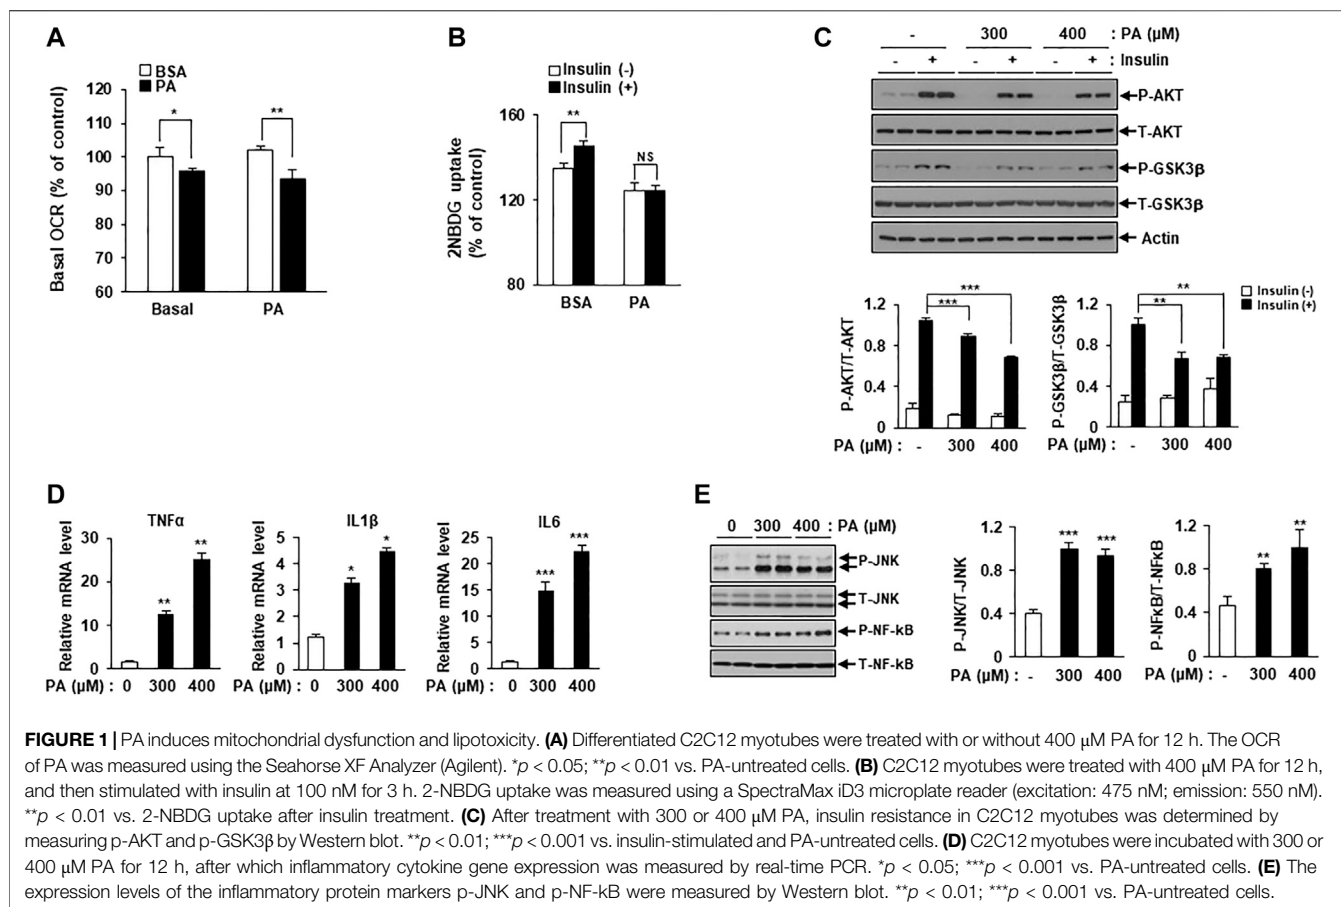 A
BSA
PA
Basal OCR (% of control)
120
110
100
90
80
70
60
*
**
Basal
PA
B
Insulin (-)
Insulin (+)
2NBDG uptake
(% of control)
160
120
80
**
NS
BSA
PA
C
- 300 400 : PA (µM)
- + - + - + : Insulin
P-AKT
T-AKT
P-GSK3β
T-GSK3β
Actin
P-AKT/T-AKT
1.2
0.8
0.4
0
***
***
PA (µM) : - 300 400
P-GSK3β/T-GSK3β
1.2
0.8
0.4
0
**
**
PA (µM) : - 300 400
Insulin (-)
Insulin (+)
D
TNFα
Relative mRNA level
30
20
10
0
**
**
PA (µM) : 0 300 400
IL1β
Relative mRNA level
5
4
3
2
1
0
*
*
0 300 400
IL6
Relative mRNA level
25
20
15
10
5
0
***
***
0 300 400
E
0 300 400 : PA (µM)
P-JNK
T-JNK
P-NF-kB
T-NF-kB
P-JNK/T-JNK
1.2
0.8
0.4
0
***
***
PA (µM) : - 300 400
P-NFκB/T-NFκB
1.2
0.8
0.4
0
**
**
PA (µM) : - 300 400
FIGURE 1 | PA induces mitochondrial dysfunction and lipotoxicity. (A) Differentiated C2C12 myotubes were treated with or without 400 μM PA for 12 h. The OCR
of PA was measured using the Seahorse XF Analyzer (Agilent). *p < 0.05; **p < 0.01 vs. PA-untreated cells. (B) C2C12 myotubes were treated with 400 μM PA for 12 h,
and then stimulated with insulin at 100 nM for 3 h. 2-NBDG uptake was measured using a SpectraMax iD3 microplate reader (excitation: 475 nM; emission: 550 nM).
**p < 0.01 vs. 2-NBDG uptake after insulin treatment. (C) After treatment with 300 or 400 μM PA, insulin resistance in C2C12 myotubes was determined by
measuring p-AKT and p-GSK3β by Western blot. **p < 0.01; ***p < 0.001 vs. insulin-stimulated and PA-untreated cells. (D) C2C12 myotubes were incubated with 300 or
400 μM PA for 12 h, after which inflammatory cytokine gene expression was measured by real-time PCR. *p < 0.05; ***p < 0.001 vs. PA-untreated cells. (E) The
expression levels of the inflammatory protein markers p-JNK and p-NF-kB were measured by Western blot. **p < 0.01; ***p < 0.001 vs. PA-untreated cells.